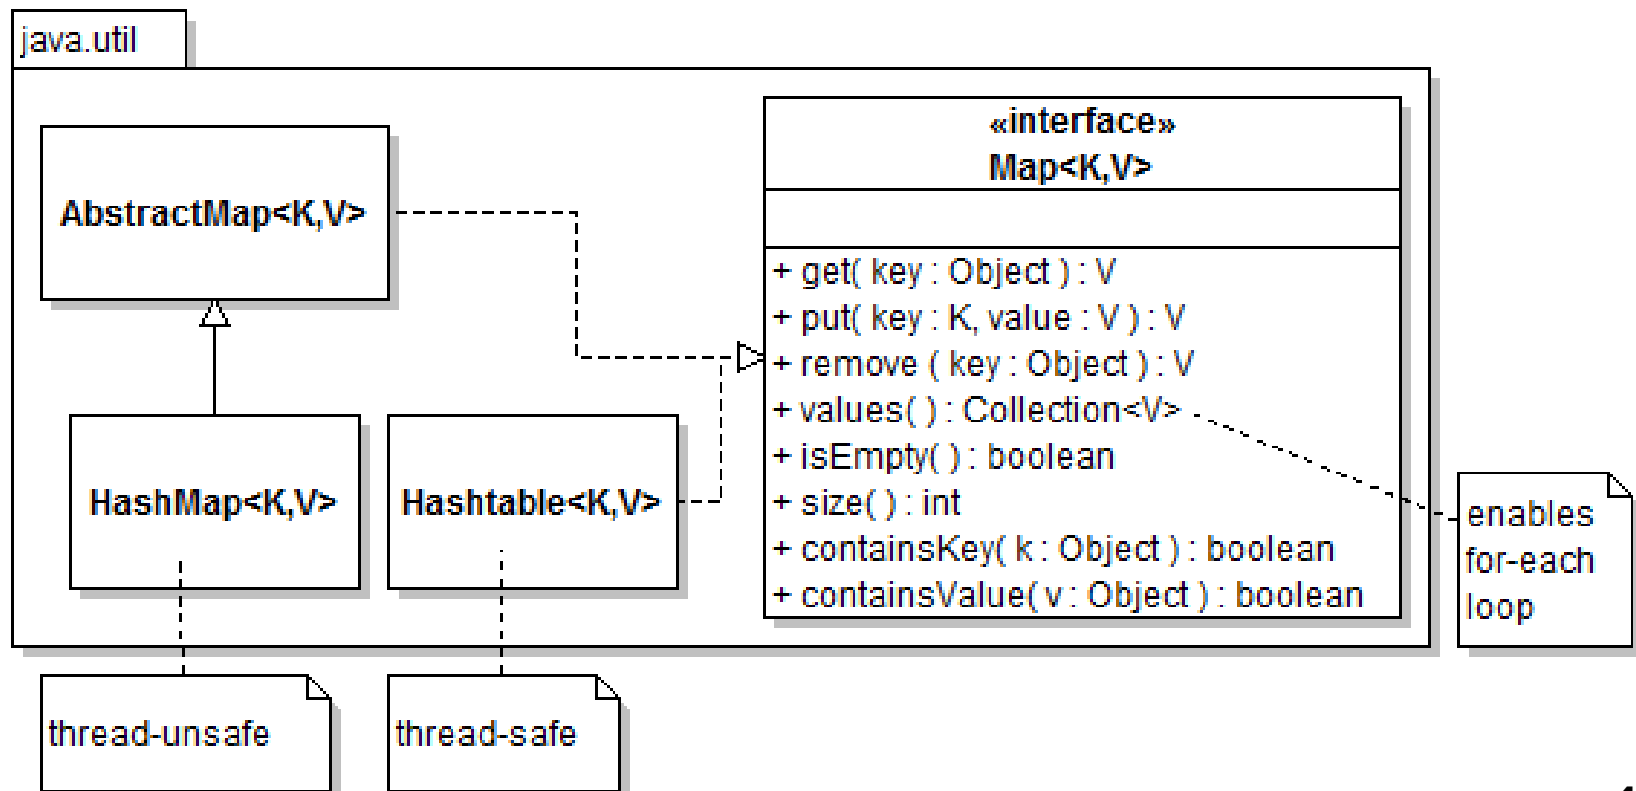 java.util
AbstractMap<K,V>
«interface»
Map<K,V>
+ get( key : Object ) : V
+ put( key : K, value : V ) : V
+ remove ( key : Object ) : V
+ values( ) : Collection<V>
+ isEmpty( ) : boolean
+ size( ) : int
+ containsKey( k : Object ) : boolean
+ containsValue( v : Object ) : boolean
HashMap<K,V>
Hashtable<K,V>
enables
for-each
loop
thread-unsafe
thread-safe